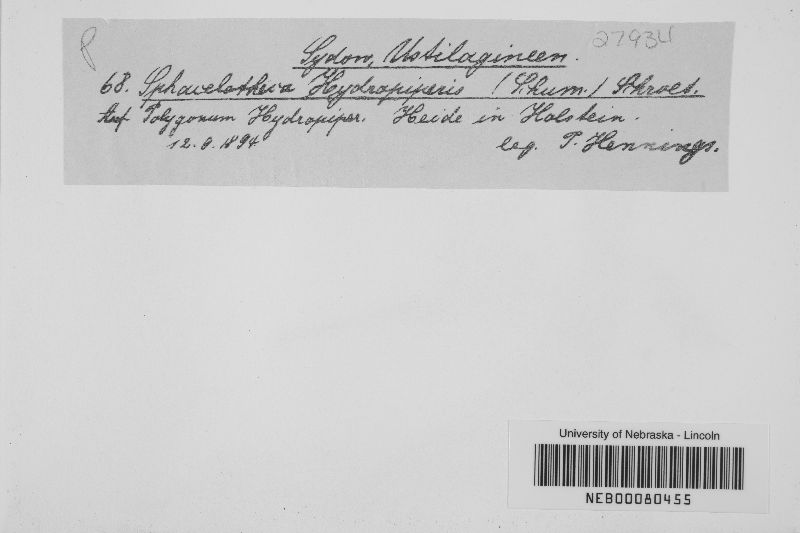 P
Sydow, Ustilagineen.
27934
68. Sphacelotheca Hydropiperis (Schum.) Schroet.
Auf Polygonum Hydropiper. Heide in Holstein.
12.9.1894 leg. P. Hennings.
University of Nebraska - Lincoln
NEB00080455